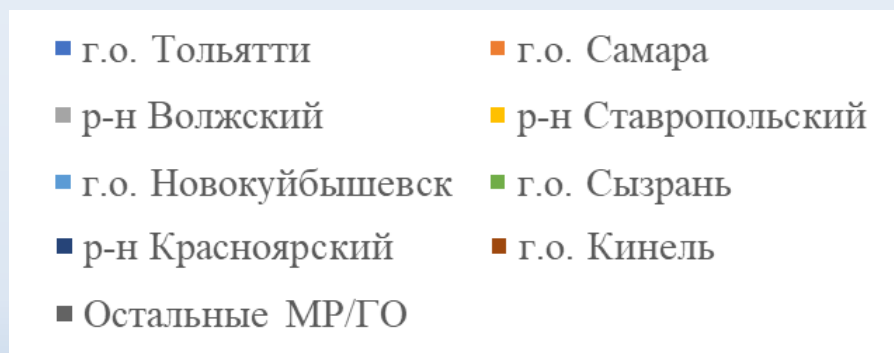 г.о. Тольятти
г.о. Самара
р-н Волжский
р-н Ставропольский
г.о. Новокуйбышевск
г.о. Сызрань
р-н Красноярский
г.о. Кинель
Остальные МР/ГО